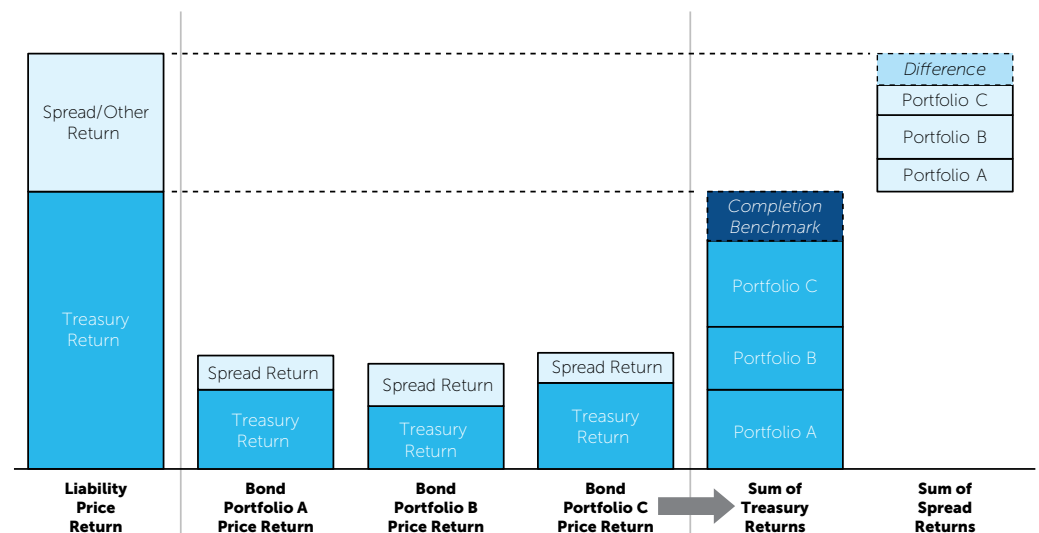 Spread/Other
Return
Treasury
Return
Spread Return
Treasury
Return
Spread Return
Treasury
Return
Spread Return
Treasury
Return
Completion
Benchmark
Portfolio C
Portfolio B
Portfolio A
Difference
Portfolio C
Portfolio B
Portfolio A
Liability
Price
Return
Bond
Portfolio A
Price Return
Bond
Portfolio B
Price Return
Bond
Portfolio C
Price Return
Sum of
Treasury
Returns
Sum of
Spread
Returns